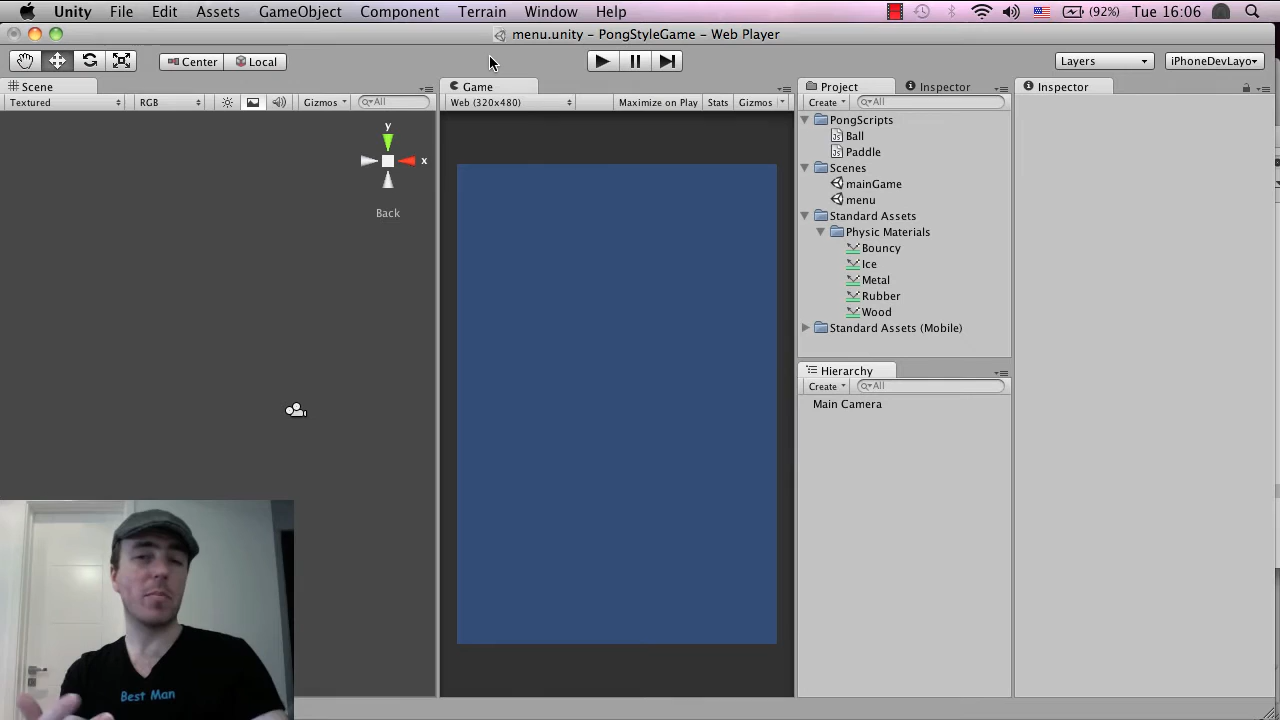 Unity File Edit Assets GameObject Component Terrain Window Help (92%) Tue 16:06
menu.unity – PongStyleGame – Web Player
Center Local Layers iPhoneDevLayo
Scene Game Project Inspector Inspector
Textured RGB Gizmos All Web (320x480) Maximize on Play Stats Gizmos Create All
PongScripts
Ball
Paddle
Scenes
mainGame
menu
Standard Assets
Physic Materials
Bouncy
Ice
Metal
Rubber
Wood
Standard Assets (Mobile)
y
x
Back
Hierarchy
Create All
Main Camera
Best Man